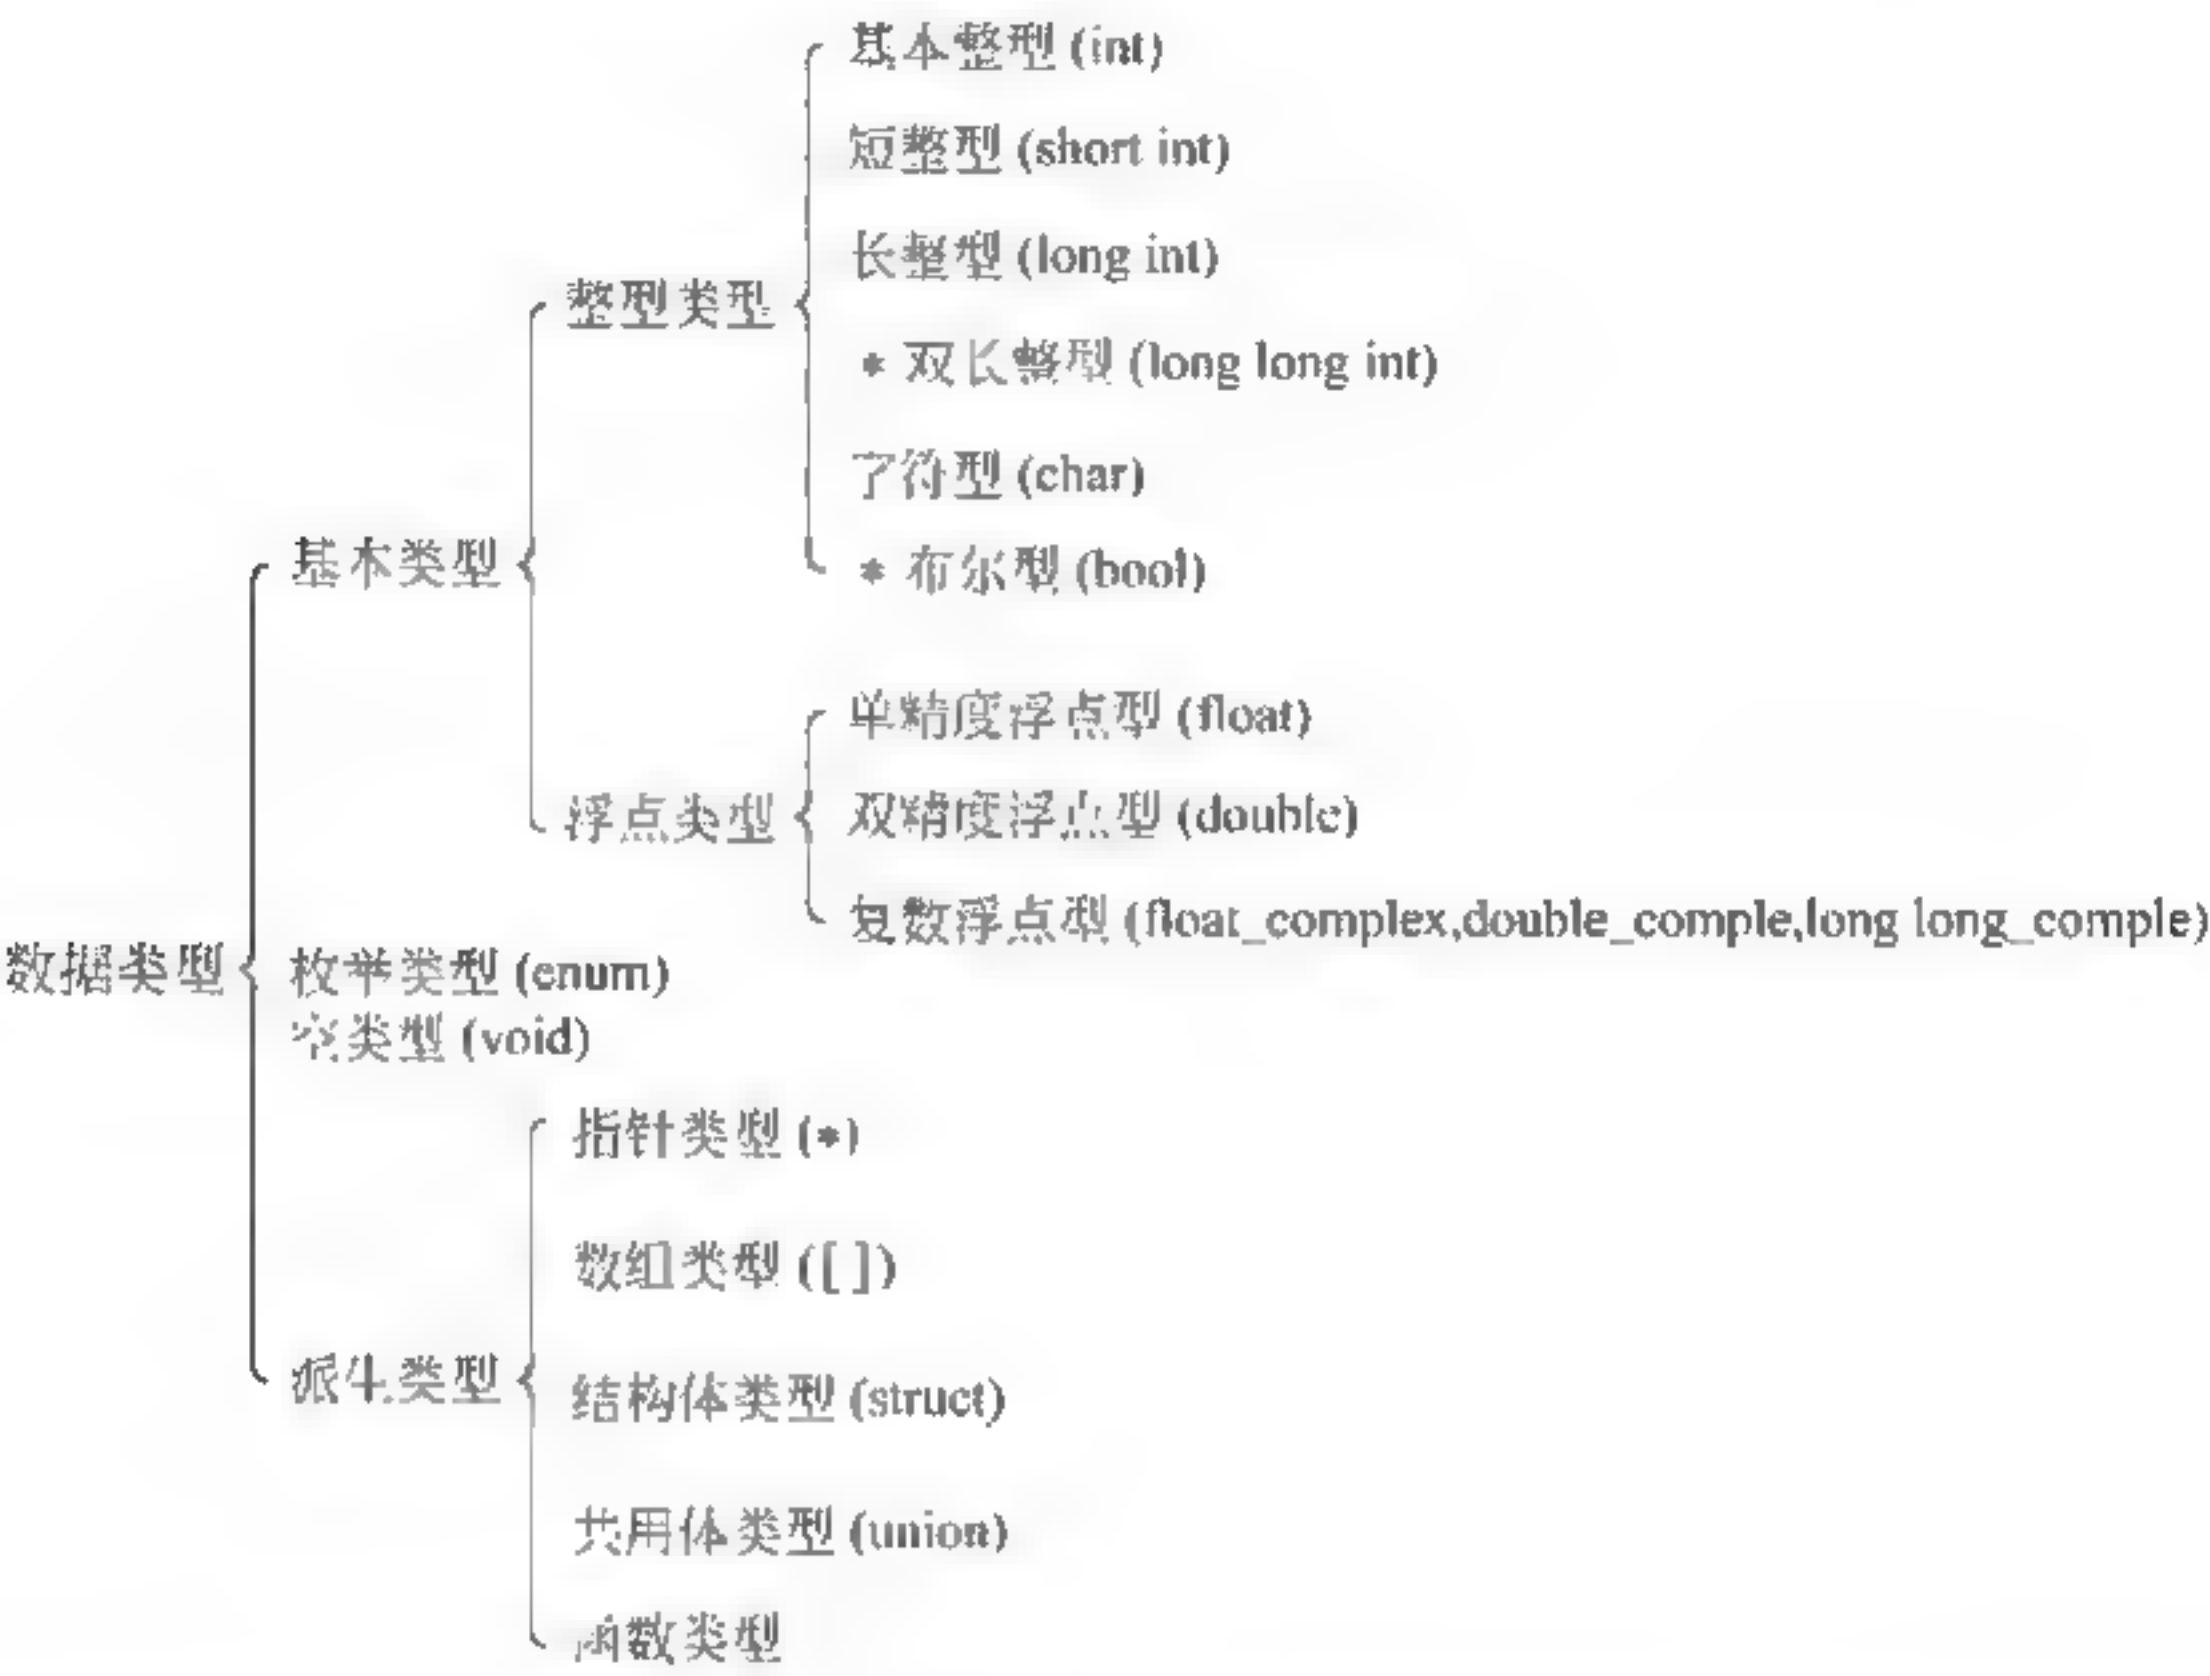 基本整型 (int)
短整型 (short int)
长整型 (long int)
整型类型
* 双长整型 (long long int)
字符型 (char)
基本类型
* 布尔型 (bool)
单精度浮点型 (float)
浮点类型
双精度浮点型 (double)
复数浮点型 (float_complex,double_comple,long long_comple)
数据类型
枚举类型 (enum)
空类型 (void)
指针类型 (*)
数组类型 ([ ])
派生类型
结构体类型 (struct)
共用体类型 (union)
函数类型